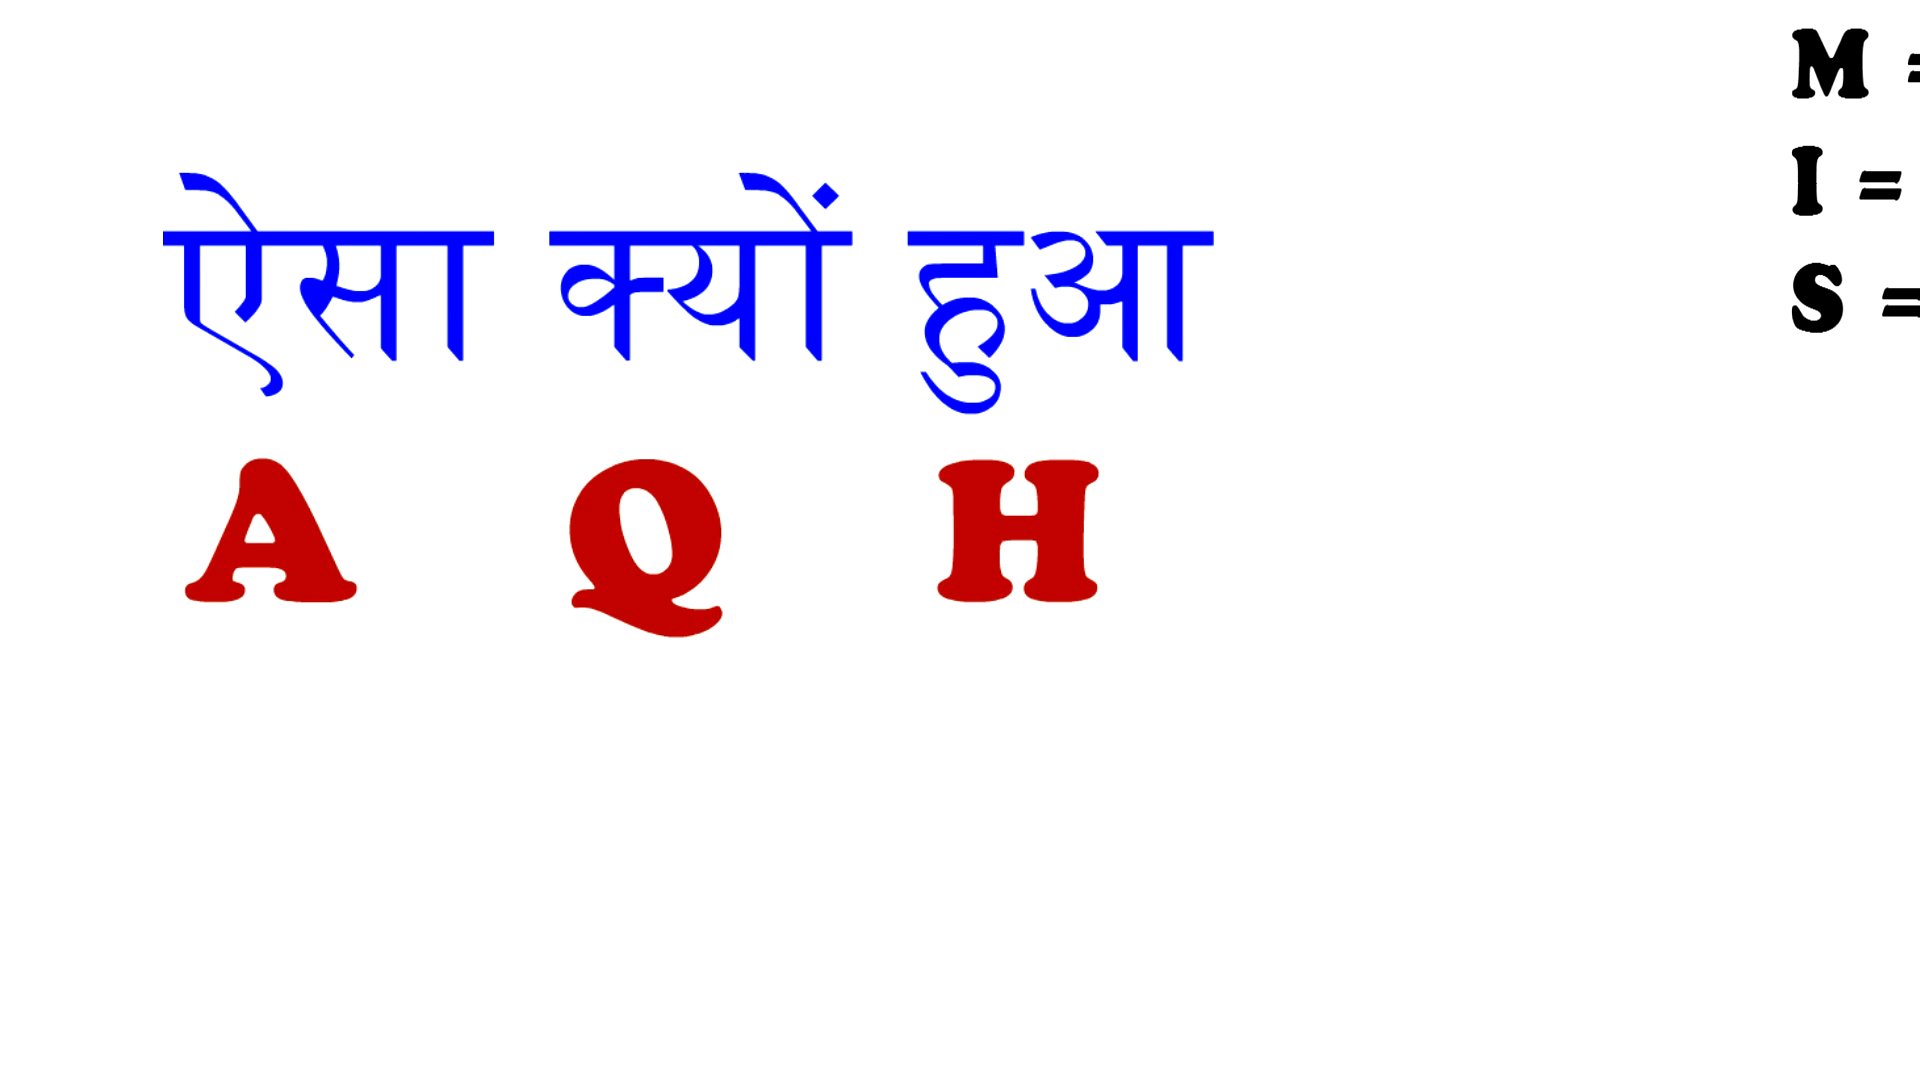 ऐसा क्यों हुआ
A Q H
M =
I =
S =